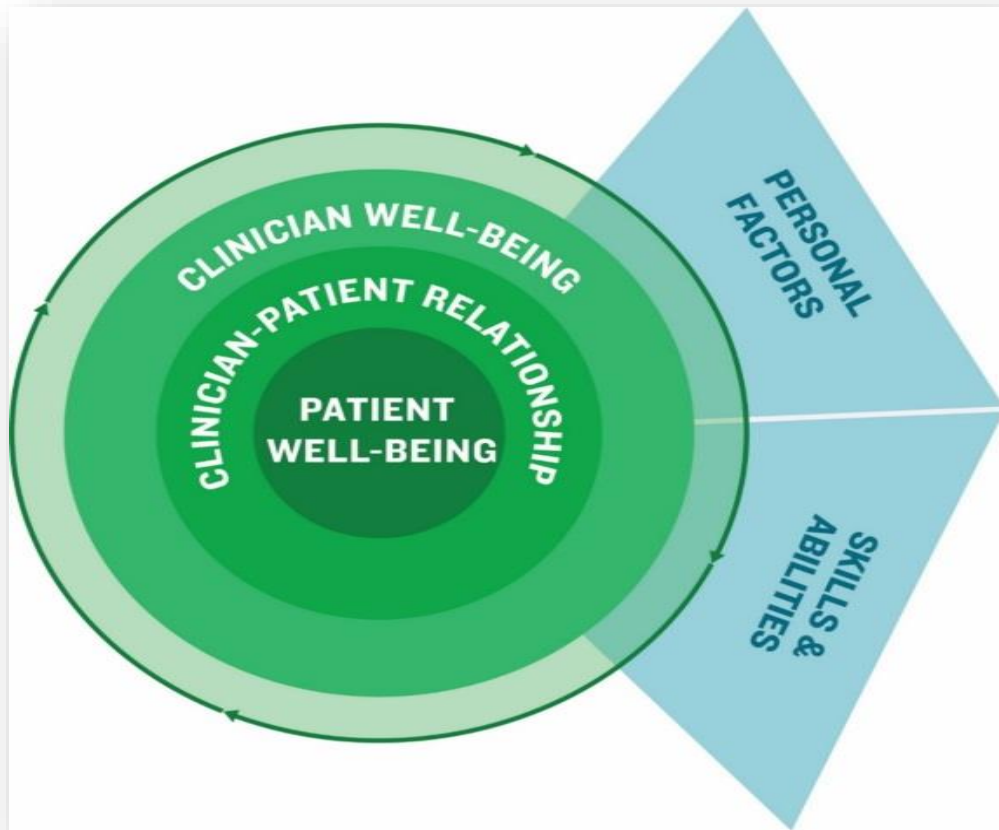 CLINICIAN WELL-BEING
CLINICIAN-PATIENT RELATIONSHIP
PATIENT
WELL-BEING
PERSONAL
FACTORS
SKILLS &
ABILITIES